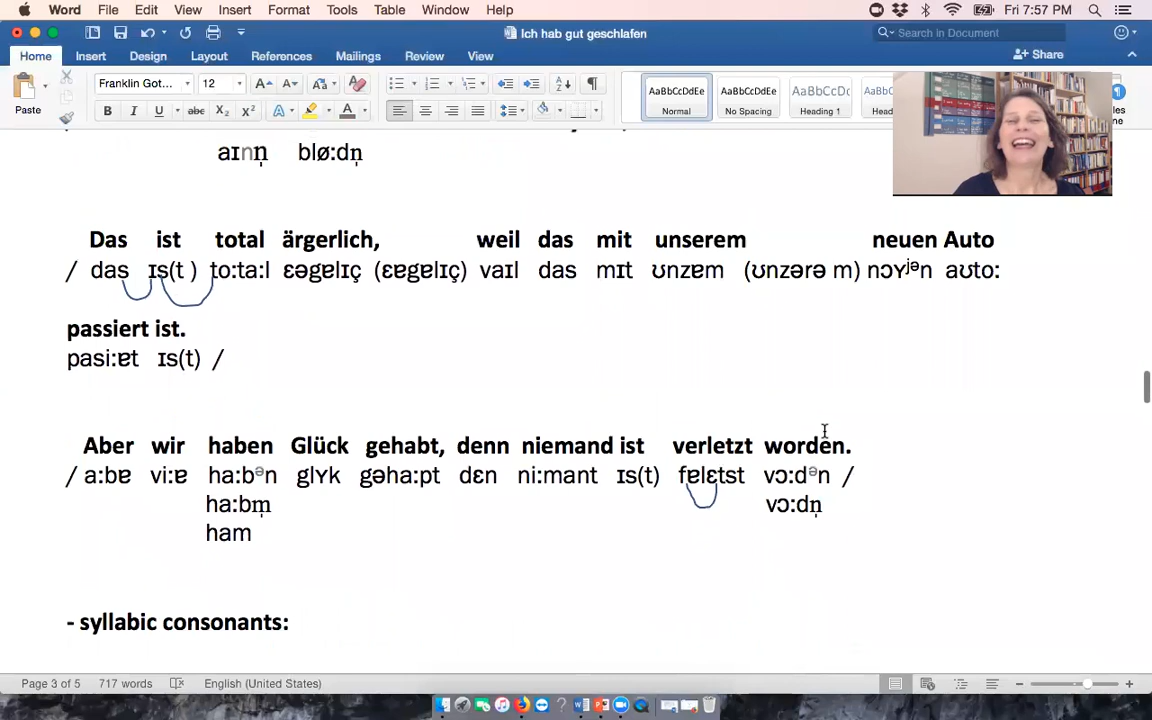 Word File Edit View Insert Format Tools Table Window Help Fri 7:57 PM
Ich hab gut geschlafen
Search in Document
Home Insert Design Layout References Mailings Review View Share
Paste Franklin Got... 12 AaBbCcDdEe AaBbCcDdEe AaBbCcDc
Normal No Spacing Heading 1
aɪnn̩ blø:dn̩
Das ist total ärgerlich, weil das mit unserem neuen Auto
/ das ɪs(t ) to:ta:l ɛəgɐlɪç (ɛɐgɐlɪç) vaɪl das mɪt ʊnzɐm (ʊnzərə m) nɔʏʲᵊn aʊto:
passiert ist.
pasi:ɐt ɪs(t) /
Aber wir haben Glück gehabt, denn niemand ist verletzt worden.
/ a:bɐ vi:ɐ ha:bᵊn glʏk gəha:pt dɛn ni:mant ɪs(t) fɐlɛtst vɔ:dᵊn /
ha:bm̩ vɔ:dn̩
ham
- syllabic consonants:
Page 3 of 5 717 words English (United States)